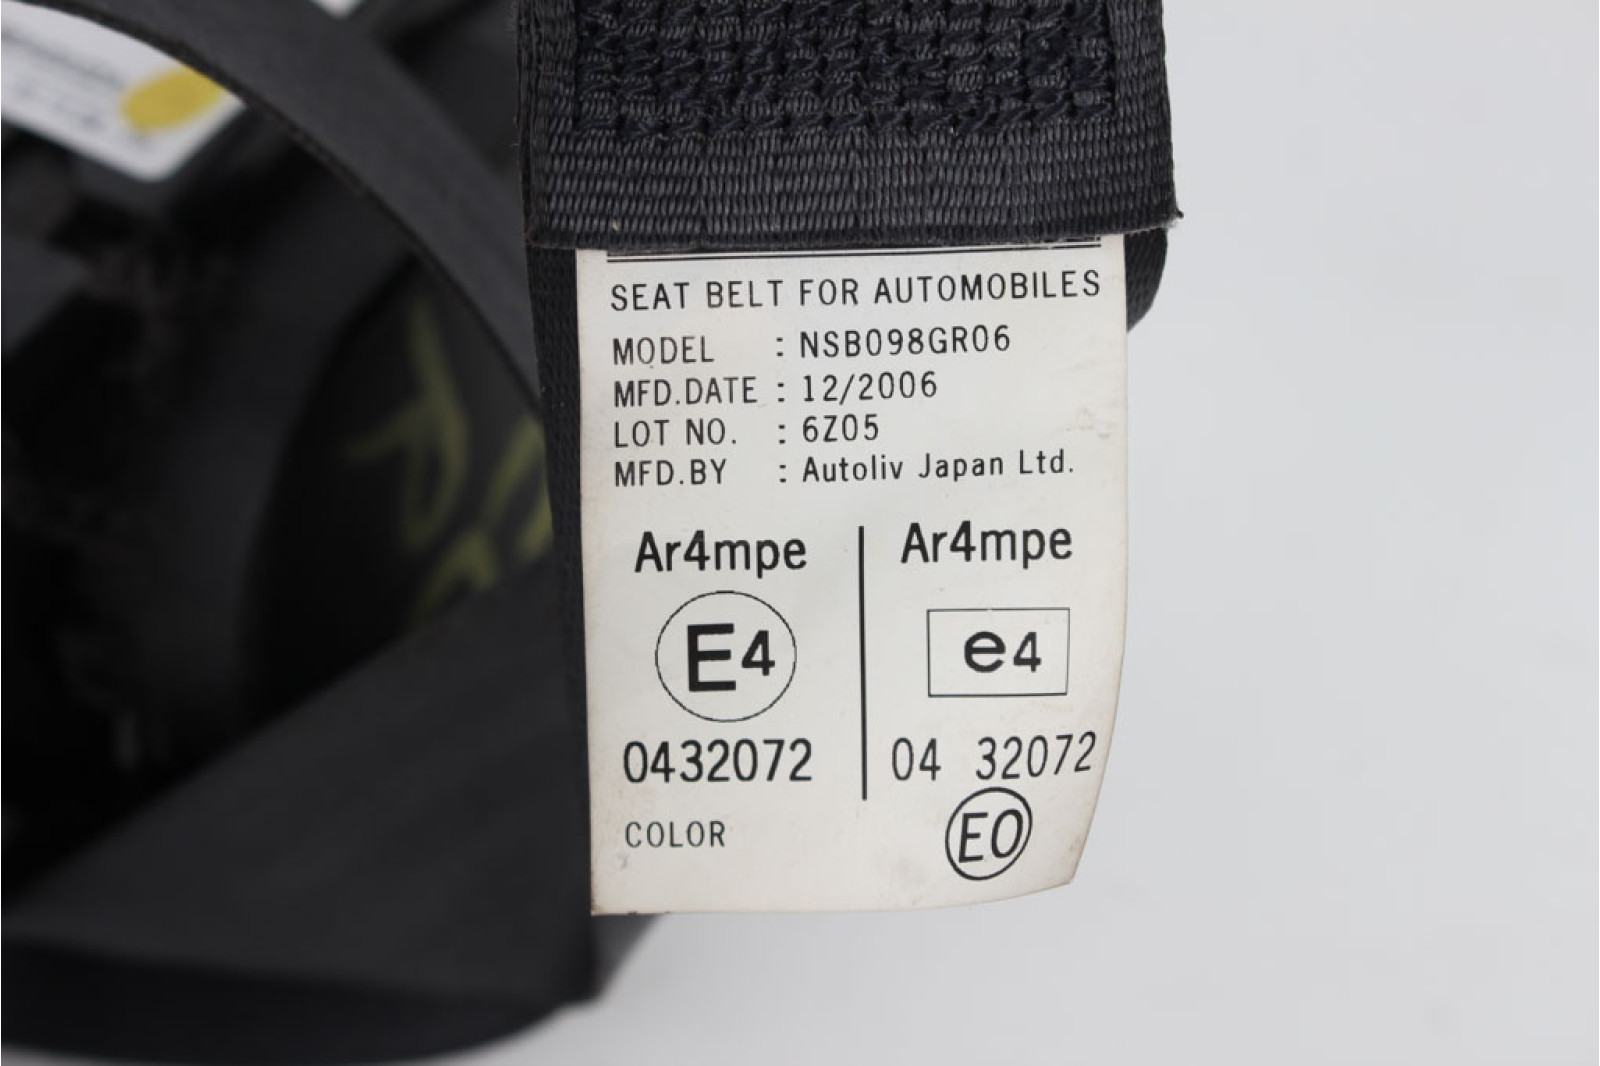 SEAT BELT FOR AUTOMOBILES
MODEL : NSB098GR06
MFD.DATE : 12/2006
LOT NO. : 6Z05
MFD.BY : Autoliv Japan Ltd.
Ar4mpe
E4
0432072
Ar4mpe
e4
04 32072
COLOR
EO